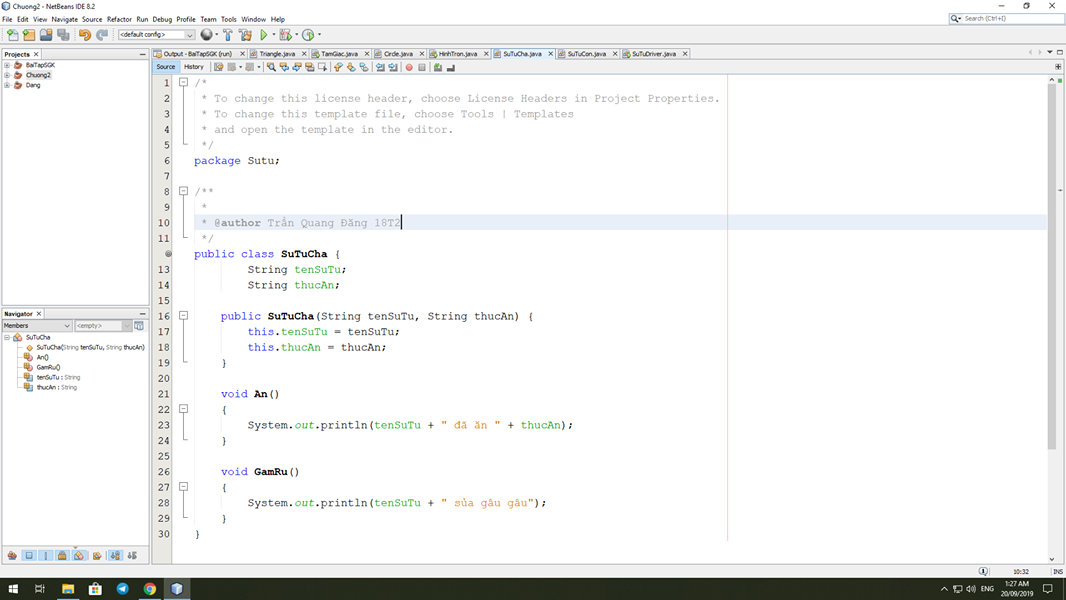 Chuong2 - NetBeans IDE 8.2
File Edit View Navigate Source Refactor Run Debug Profile Team Tools Window Help
Search (Ctrl+I)
<default config>
Projects
BaiTapSGK
Chuong2
Dang
Output - BaiTapSGK (run) Triangle.java TamGiac.java Circle.java HinhTron.java SuTuCha.java SuTuCon.java SuTuDriver.java
Source History
1 /*
2 * To change this license header, choose License Headers in Project Properties.
3 * To change this template file, choose Tools | Templates
4 * and open the template in the editor.
5 */
6 package Sutu;
7
8 /**
9 *
10 * @author Trần Quang Đăng 18T2
11 */
public class SuTuCha {
13 String tenSuTu;
14 String thucAn;
15
16 public SuTuCha(String tenSuTu, String thucAn) {
17 this.tenSuTu = tenSuTu;
18 this.thucAn = thucAn;
19 }
20
21 void An()
22 {
23 System.out.println(tenSuTu + " đã ăn " + thucAn);
24 }
25
26 void GamRu()
27 {
28 System.out.println(tenSuTu + " sủa gâu gâu");
29 }
30 }
Navigator
Members <empty>
SuTuCha
SuTuCha(String tenSuTu, String thucAn)
An()
GamRu()
tenSuTu : String
thucAn : String
1 10:32 INS
ENG
1:27 AM
20/09/2019